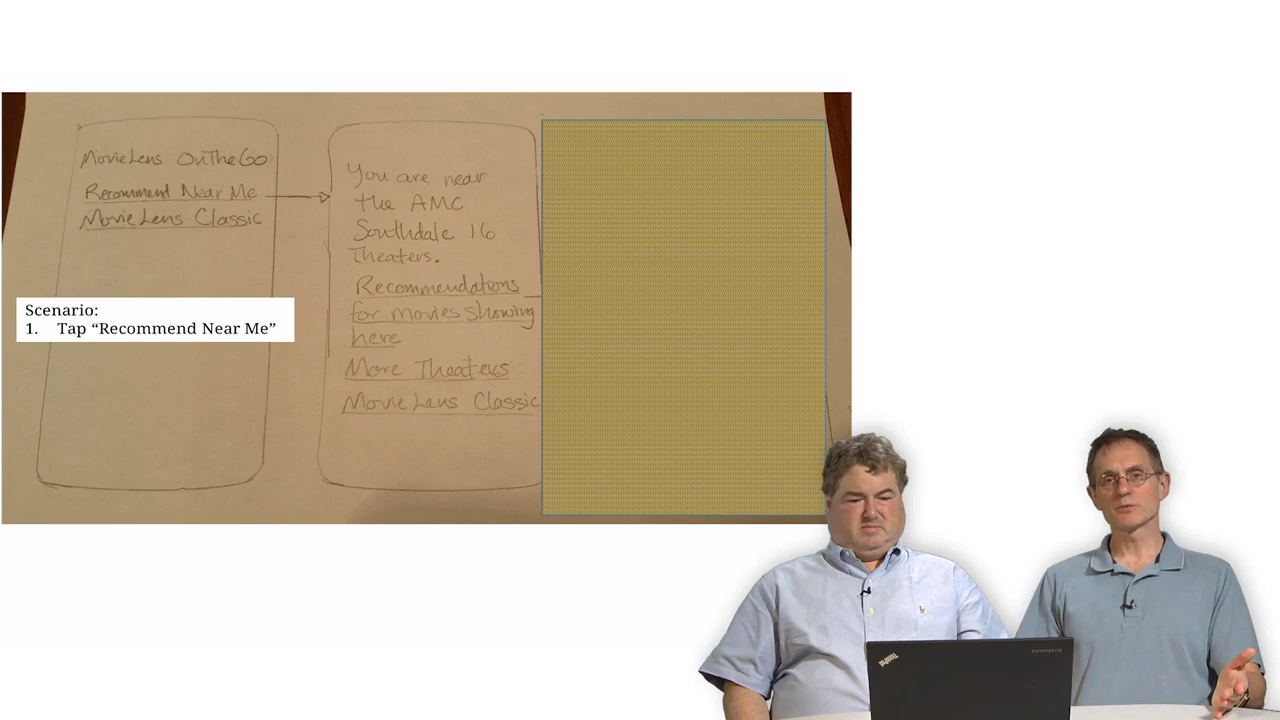 MovieLens OnTheGo
Recommend Near Me
MovieLens Classic
You are near
the AMC
Southdale 16
Theaters.
Recommendations
for movies showing
here
More Theaters
MovieLens Classic
Scenario:
1. Tap “Recommend Near Me”
ThinkPad